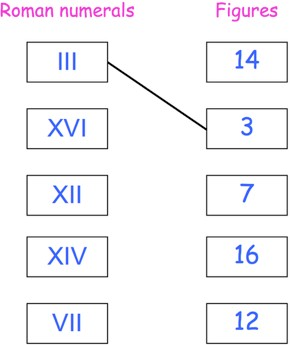 Roman numerals Figures
III 14
XVI 3
XII 7
XIV 16
VII 12